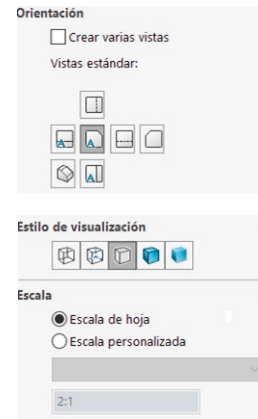 Orientación
Crear varias vistas
Vistas estándar:
Estilo de visualización
Escala
Escala de hoja
Escala personalizada
2:1